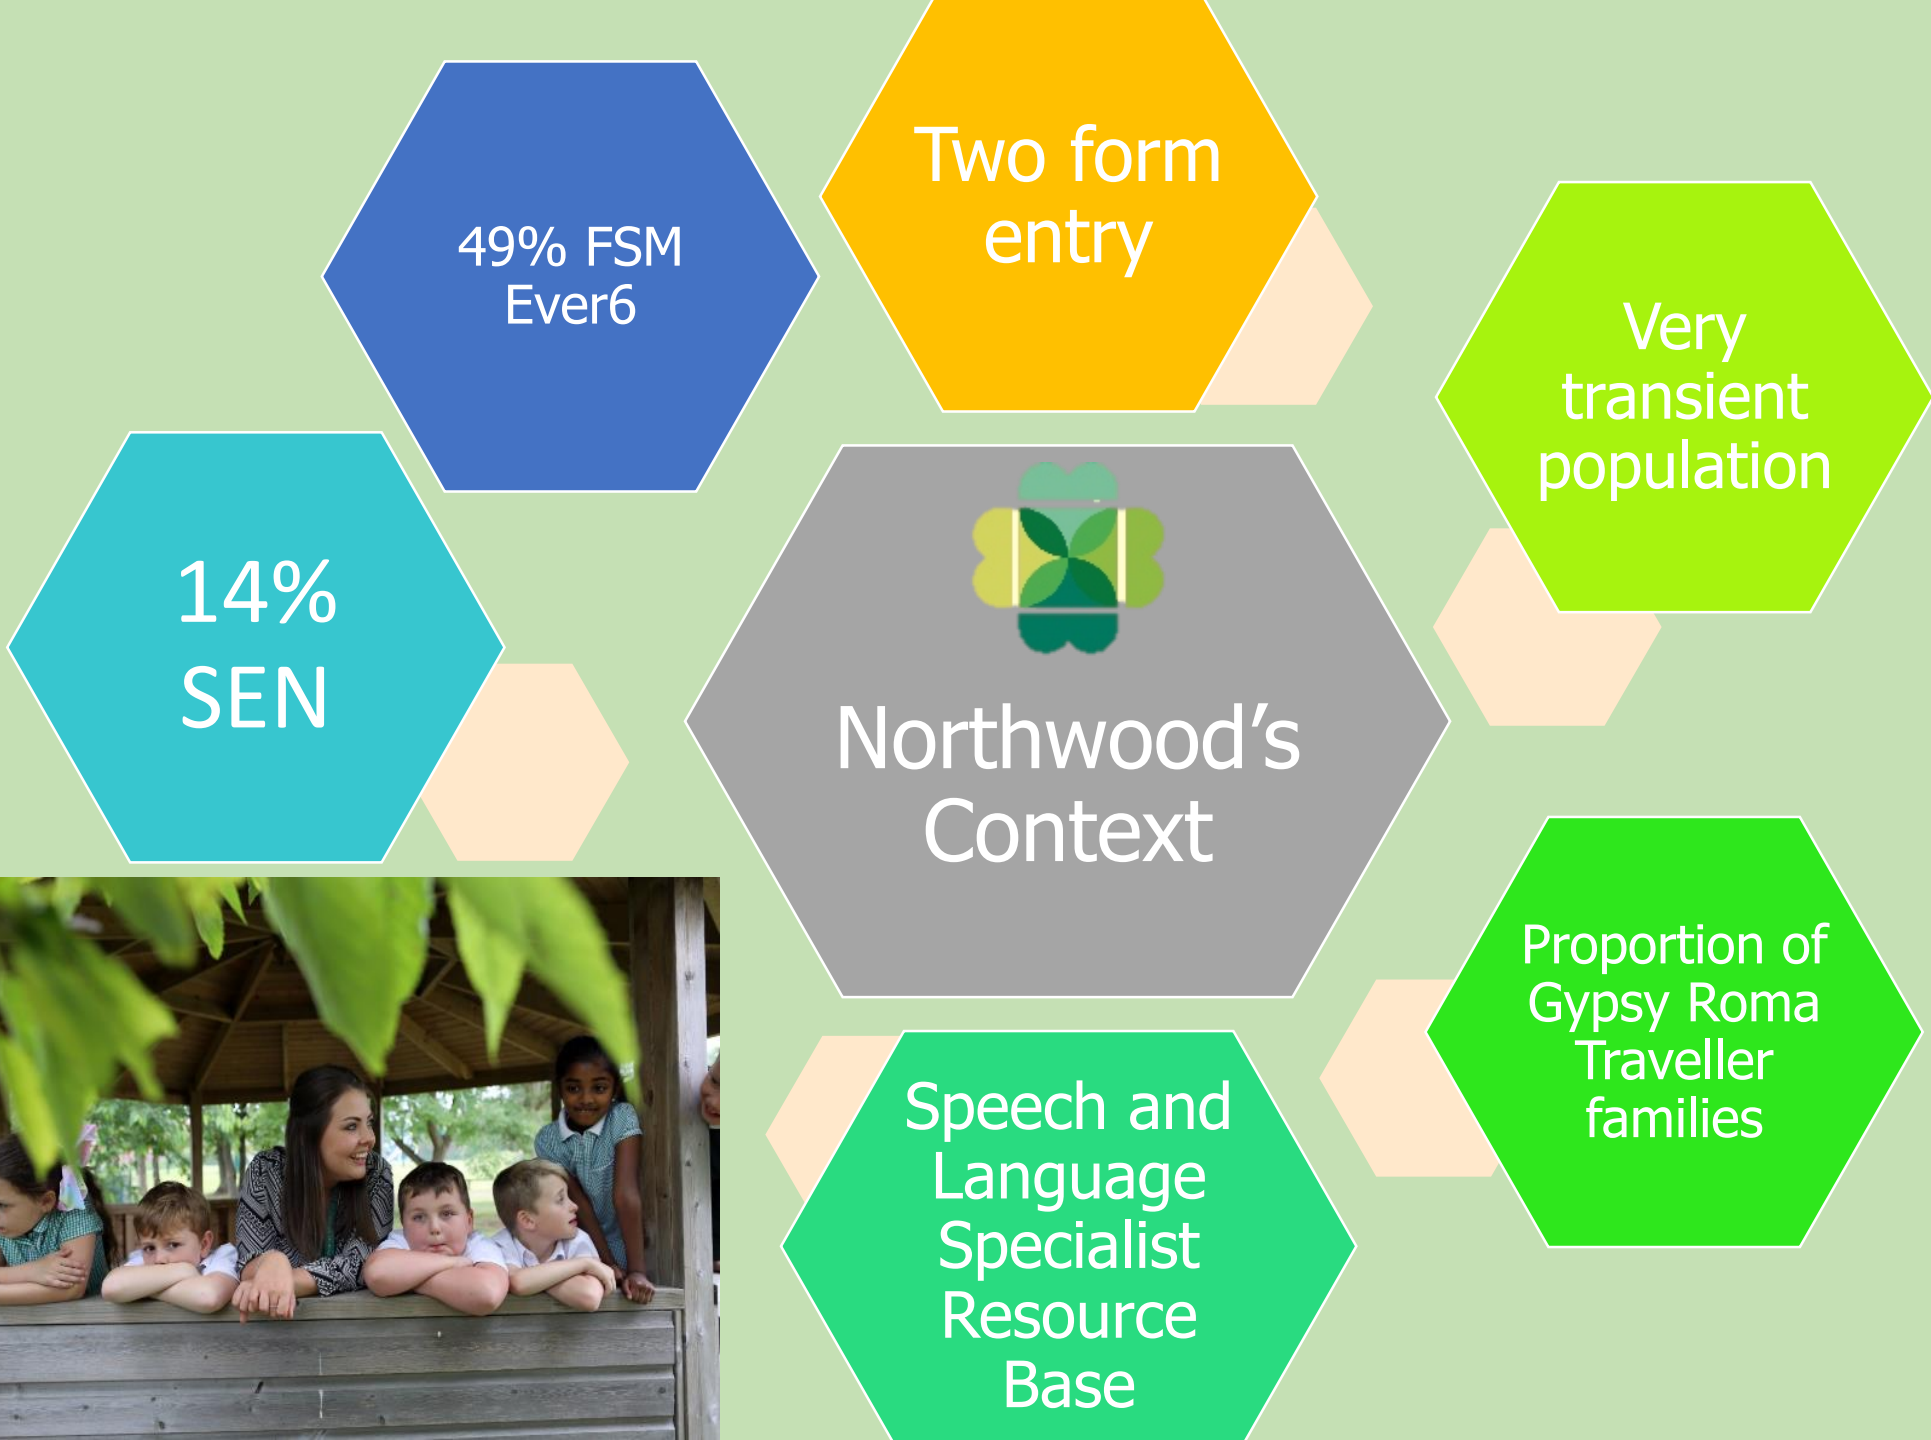 Two form
entry
49% FSM
Ever6
Very
transient
population
14%
SEN
Northwood’s
Context
Proportion of
Gypsy Roma
Traveller
families
Speech and
Language
Specialist
Resource
Base